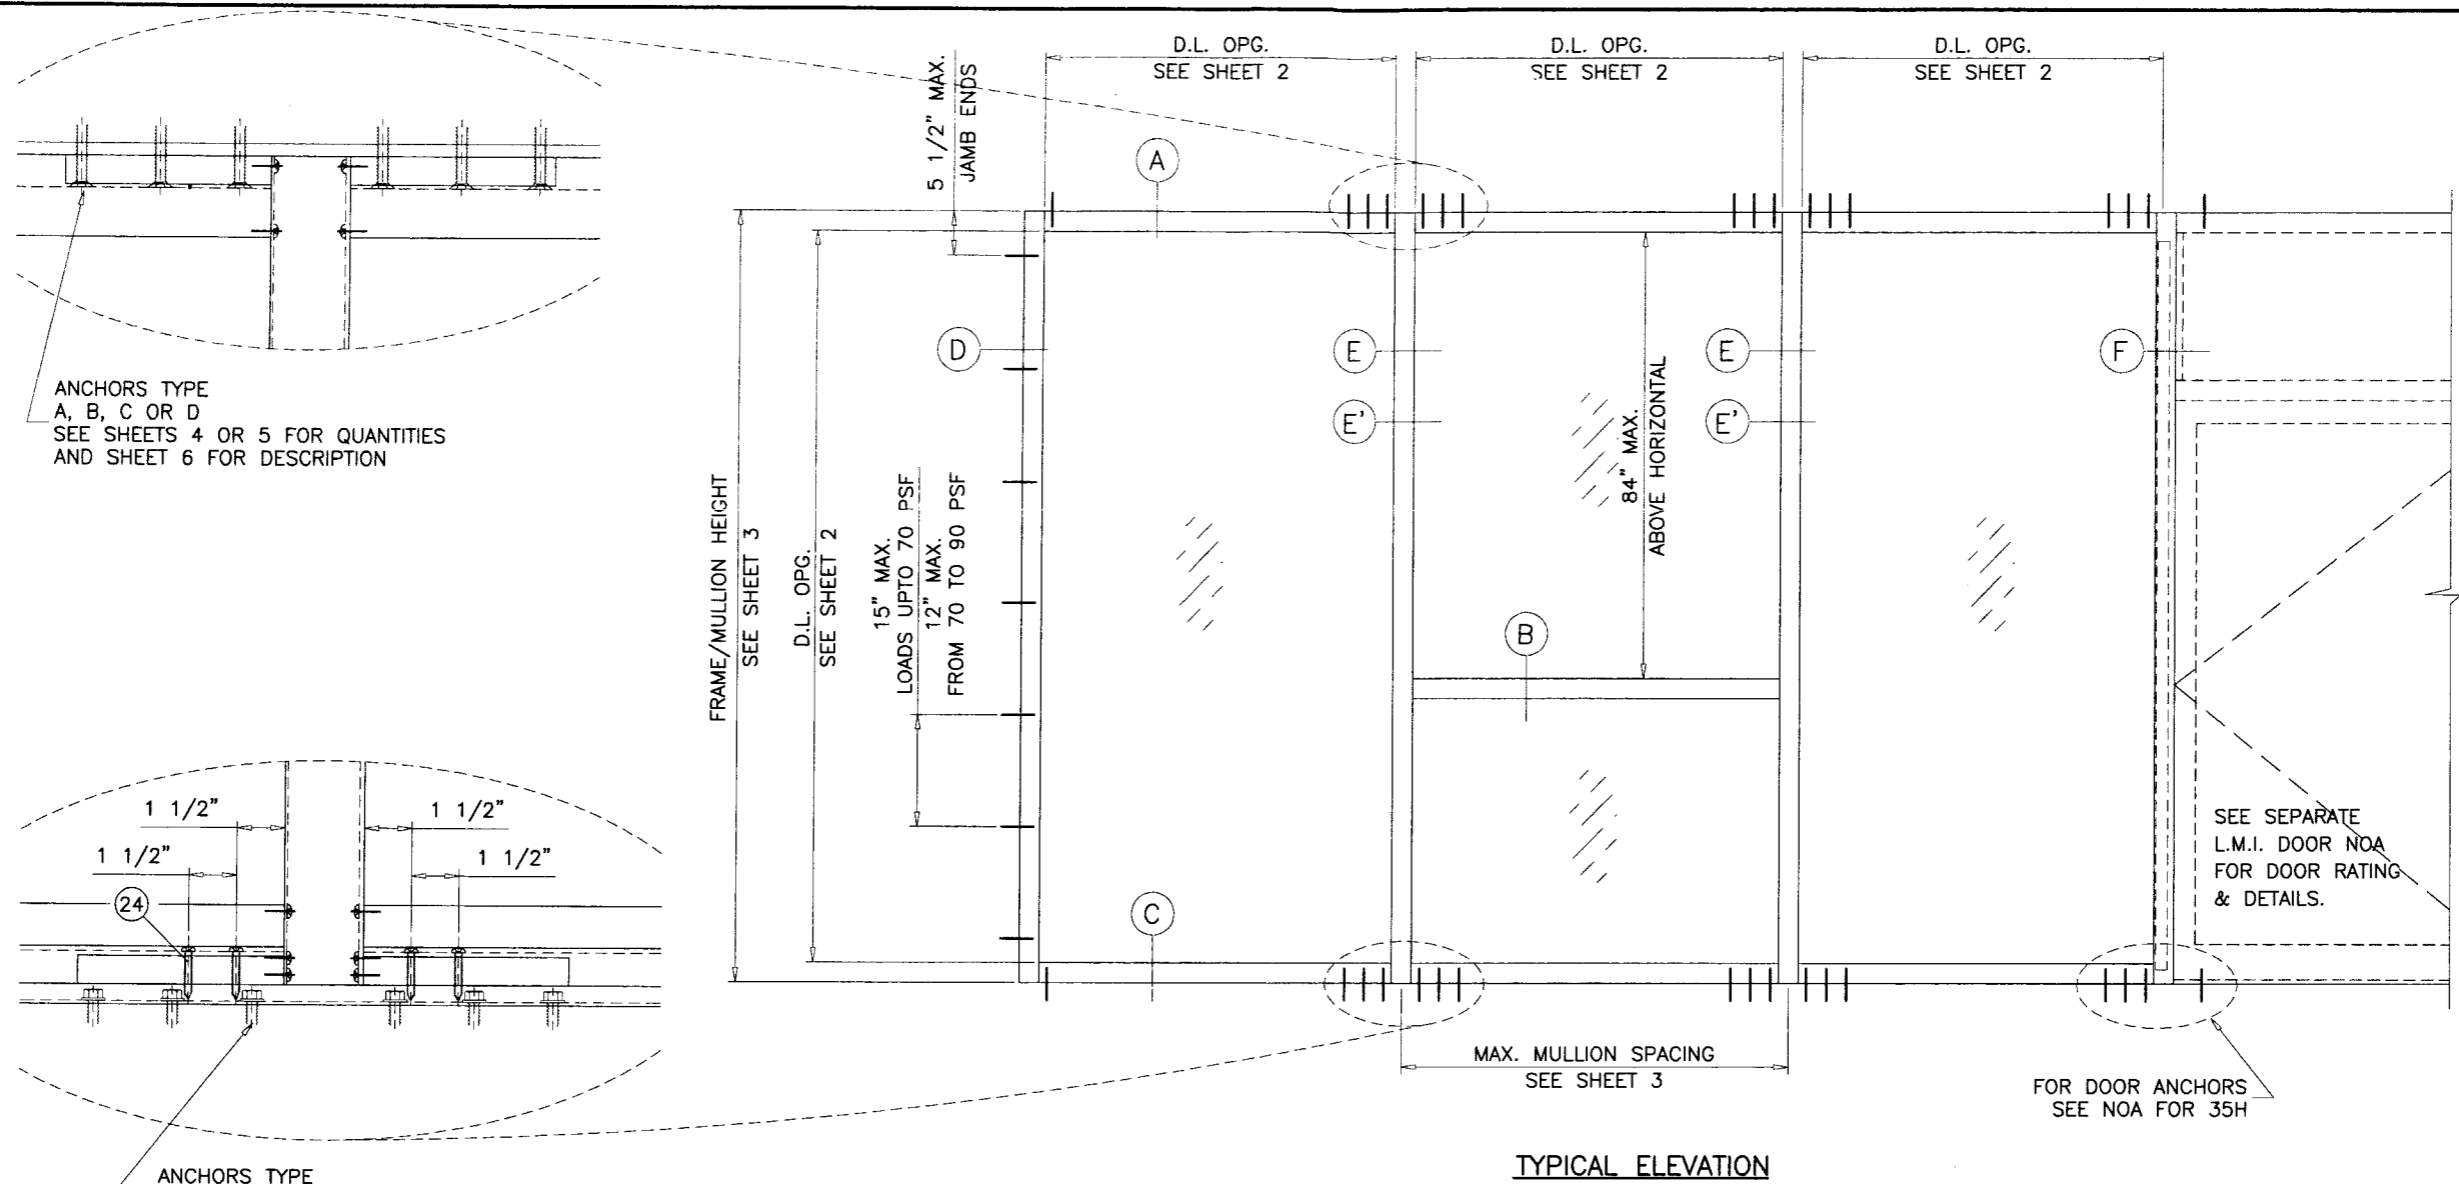 D.L. OPG.
SEE SHEET 2
D.L. OPG.
SEE SHEET 2
D.L. OPG.
SEE SHEET 2
5 1/2" MAX.
JAMB ENDS
A
ANCHORS TYPE
A, B, C OR D
SEE SHEETS 4 OR 5 FOR QUANTITIES
AND SHEET 6 FOR DESCRIPTION
D
E
E'
E
E'
F
FRAME/MULLION HEIGHT
SEE SHEET 3
D.L. OPG.
SEE SHEET 2
15" MAX.
LOADS UPTO 70 PSF
12" MAX.
FROM 70 TO 90 PSF
84" MAX.
ABOVE HORIZONTAL
B
C
1 1/2"
1 1/2"
1 1/2"
1 1/2"
24
SEE SEPARATE
L.M.I. DOOR NOA
FOR DOOR RATING
& DETAILS.
MAX. MULLION SPACING
SEE SHEET 3
FOR DOOR ANCHORS
SEE NOA FOR 35H
ANCHORS TYPE
TYPICAL ELEVATION